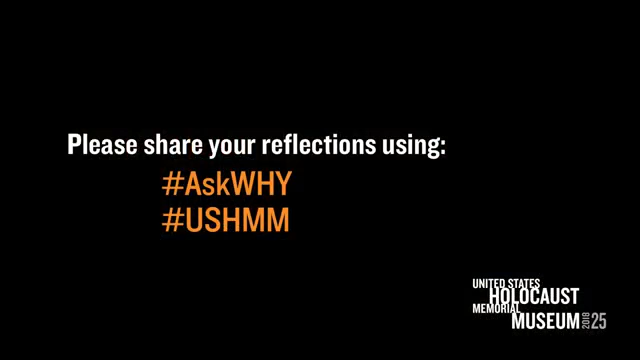 Please share your reflections using:
#AskWHY
#USHMM
UNITED STATES
HOLOCAUST
MEMORIAL
MUSEUM 2018 25